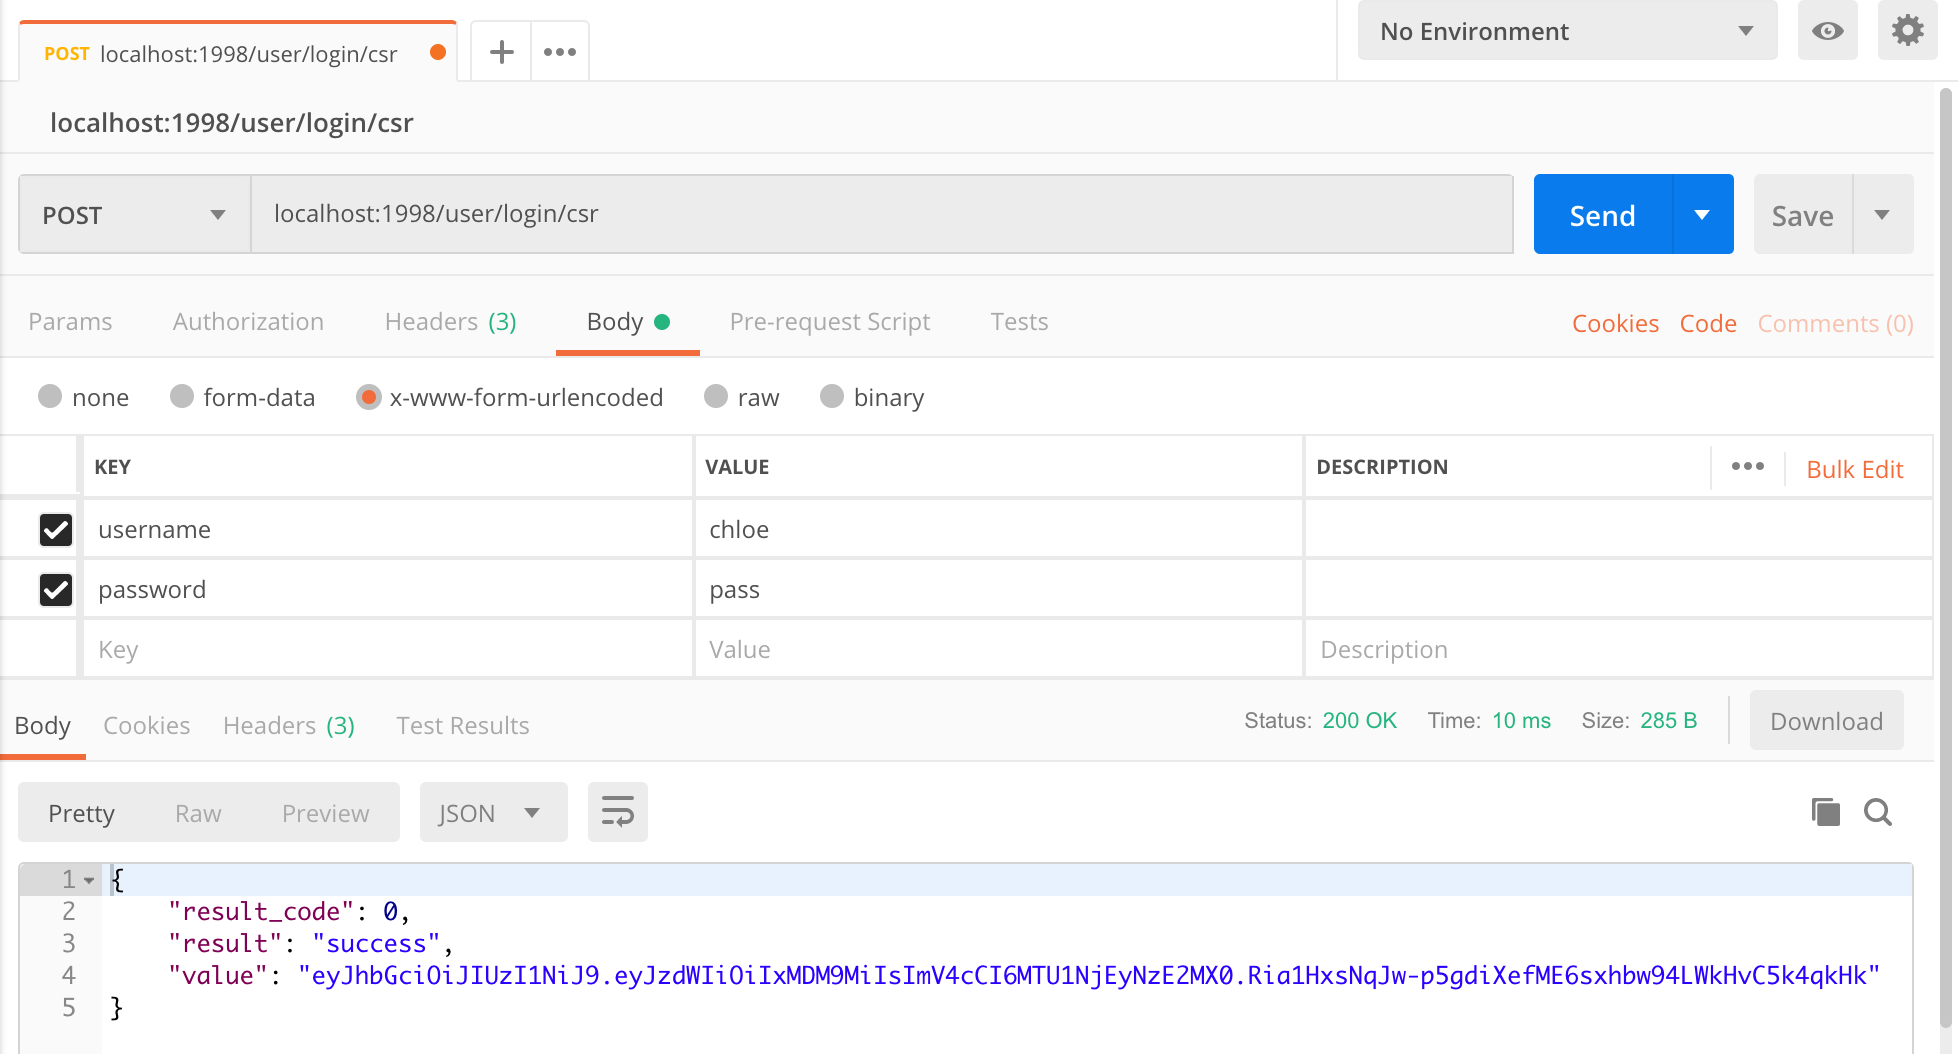 POST localhost:1998/user/login/csr
No Environment
localhost:1998/user/login/csr
POST localhost:1998/user/login/csr Send Save
Params Authorization Headers (3) Body Pre-request Script Tests Cookies Code Comments (0)
none form-data x-www-form-urlencoded raw binary
KEY VALUE DESCRIPTION Bulk Edit
username chloe
password pass
Key Value Description
Body Cookies Headers (3) Test Results Status: 200 OK Time: 10 ms Size: 285 B Download
Pretty Raw Preview JSON
1 {
2 "result_code": 0,
3 "result": "success",
4 "value": "eyJhbGciOiJIUzI1NiJ9.eyJzdWIiOiIxMDM9MiIsImV4cCI6MTU1NjEyNzE2MX0.Ria1HxsNqJw-p5gdiXefME6sxhbw94LWkHvC5k4qkHk"
5 }